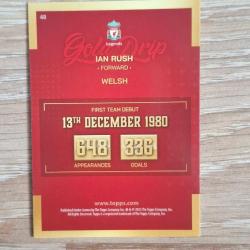 48
Legends
Gold Drip
IAN RUSH
- FORWARD -
WELSH
FIRST TEAM DEBUT
13TH DECEMBER 1980
648 336
APPEARANCES GOALS
www.topps.com